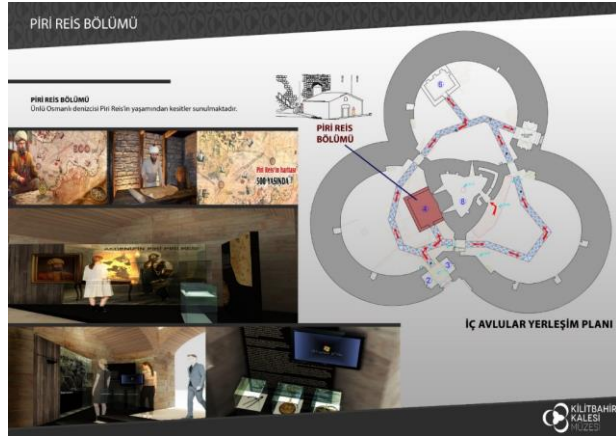 PİRİ REİS BÖLÜMÜ
PİRİ REİS BÖLÜMÜ
Ünlü Osmanlı denizcisi Piri Reis'in yaşamından kesitler sunulmaktadır.
PİRİ REİS
BÖLÜMÜ
Piri Reis'in haritası
500 YAŞINDA
İÇ AVLULAR YERLEŞİM PLANI
KİLİTBAHİR
KALESİ
MÜZESİ